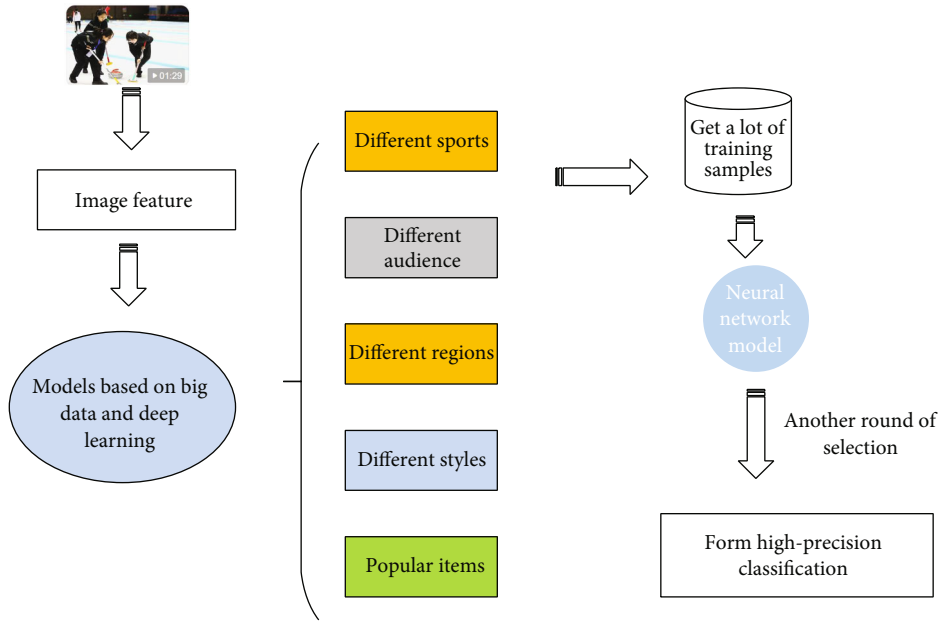 01:29
Image feature
Models based on big
data and deep
learning
Different sports
Different
audience
Different regions
Different styles
Popular items
Get a lot of
training
samples
Neural
network
model
Another round of
selection
Form high-precision
classification